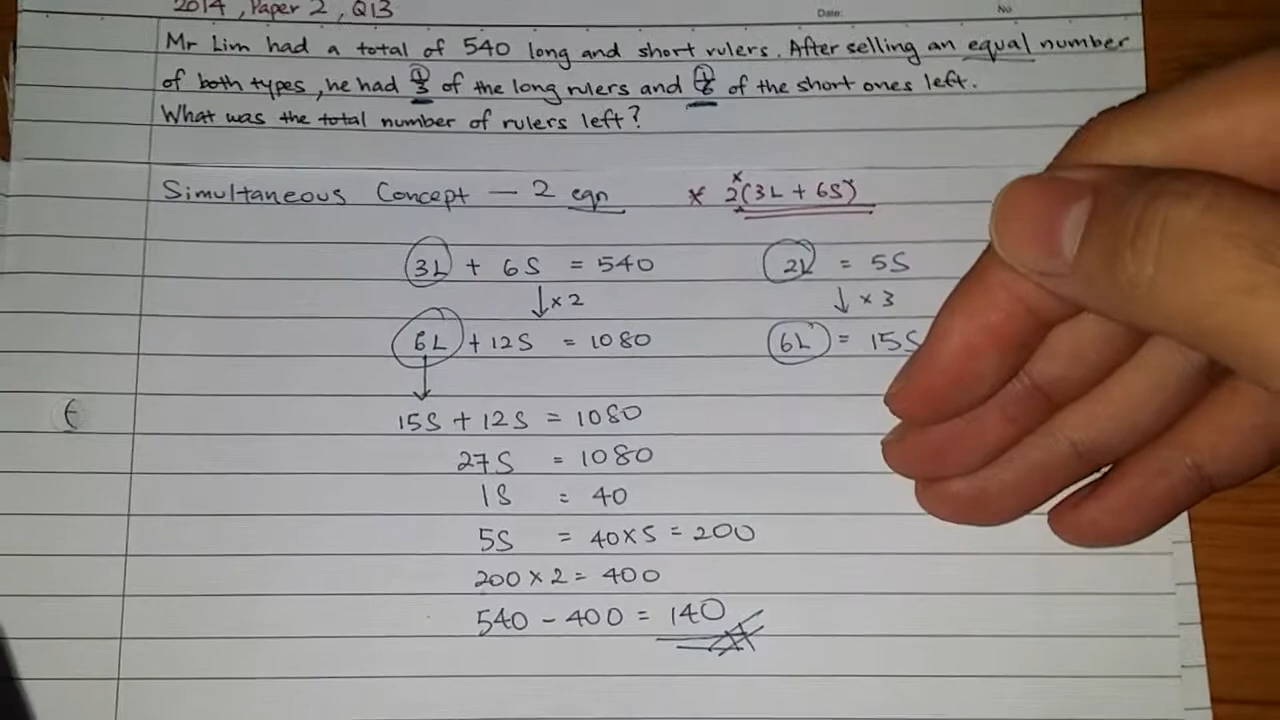 2014, Paper 2, Q13
Date: No.
Mr Lim had a total of 540 long and short rulers. After selling an equal number
of both types, he had 1/3 of the long rulers and 1/6 of the short ones left.
What was the total number of rulers left?
Simultaneous Concept — 2 eqn * 2(3L + 6S)
3L + 6S = 540 2L = 5S
↓ x 2 ↓ x 3
6L + 12S = 1080 6L = 15S
15S + 12S = 1080
27S = 1080
1S = 40
5S = 40 x 5 = 200
200 x 2 = 400
540 - 400 = 140